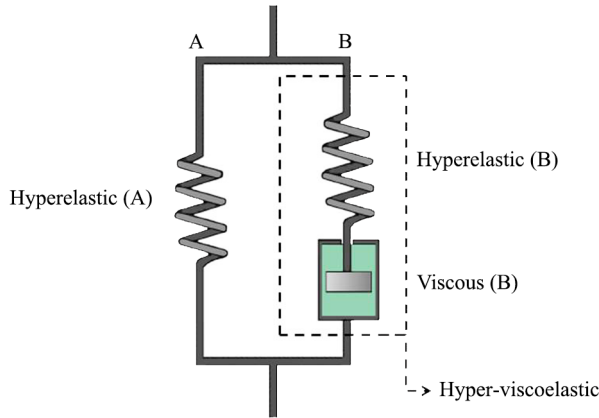 A
B
Hyperelastic (B)
Hyperelastic (A)
Viscous (B)
Hyper-viscoelastic